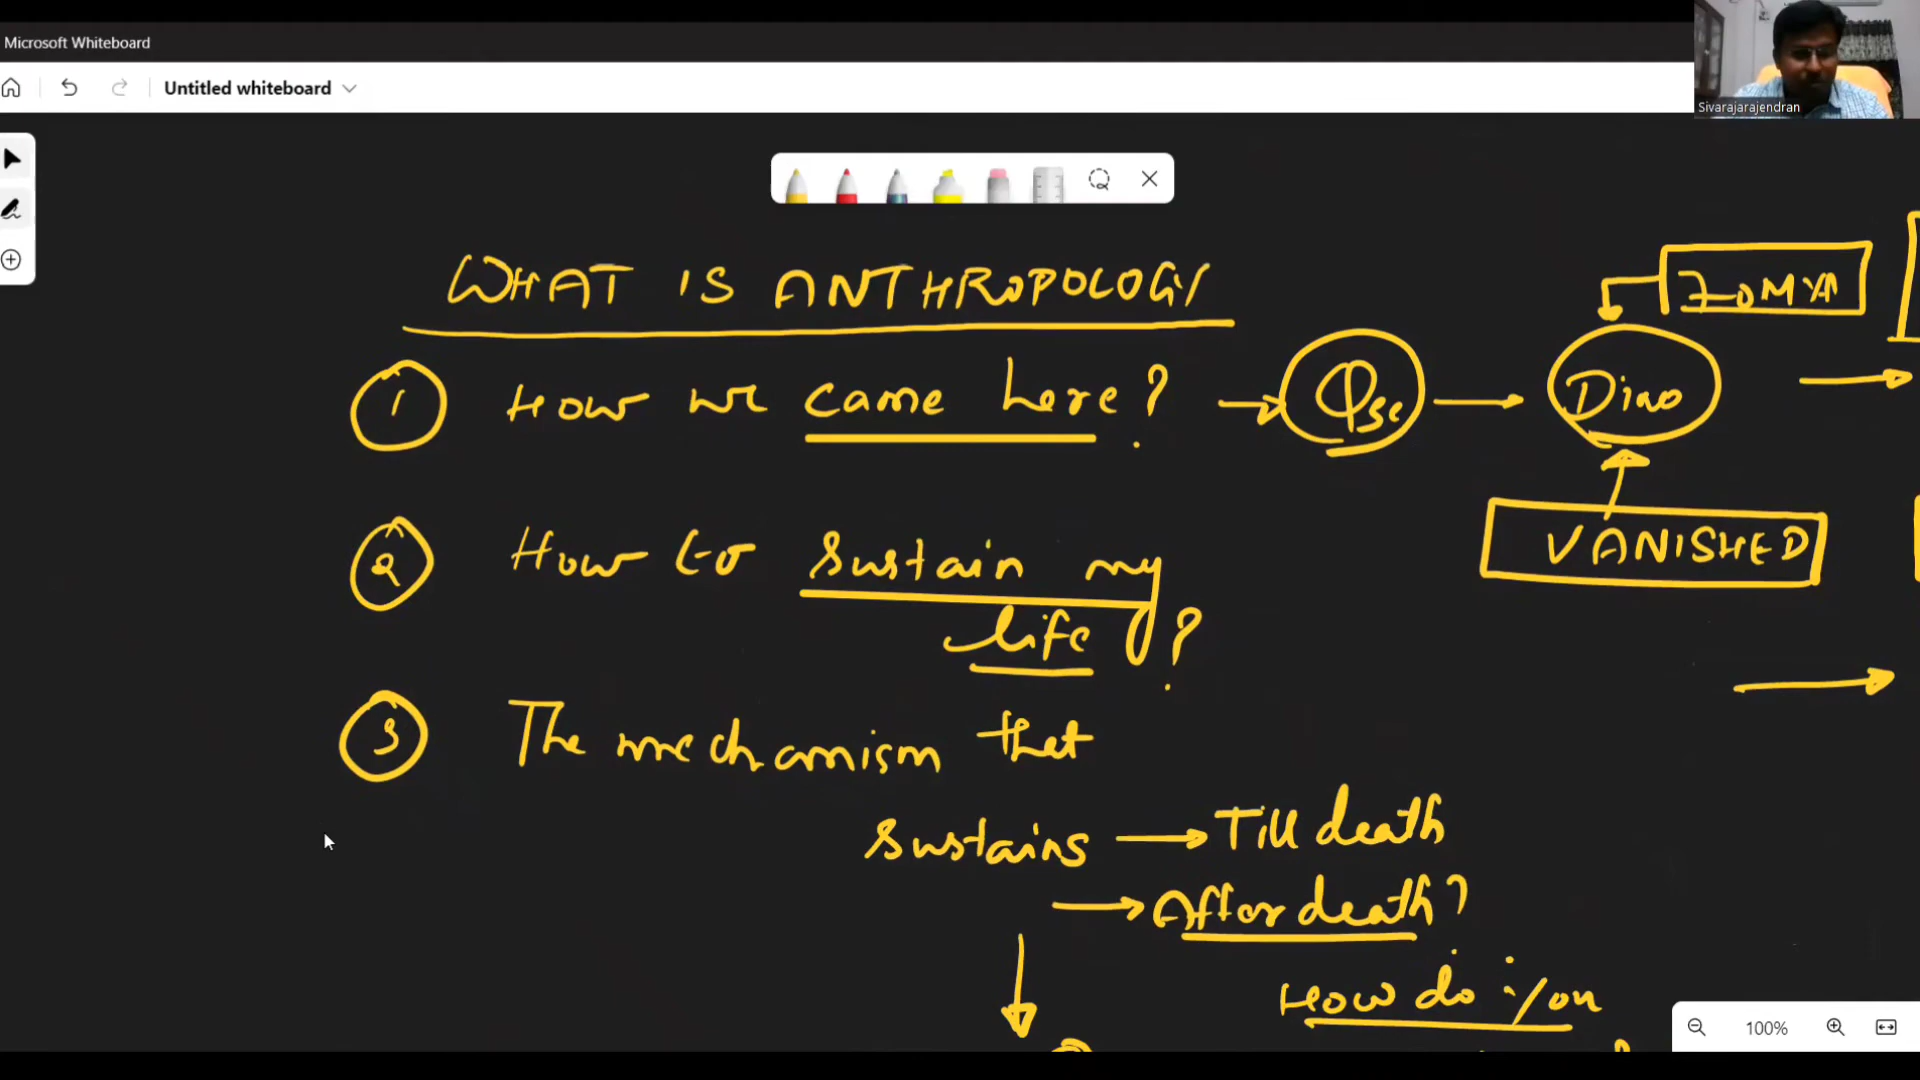 Microsoft Whiteboard
Untitled whiteboard
Sivarajarajendran
WHAT IS ANTHROPOLOGY
1 How we came here? → → Dino
ZOMYA
VANISHED
2 How to sustain my
life?
3 The mechanism that
sustains → Till death
→ After death?
How do
100%